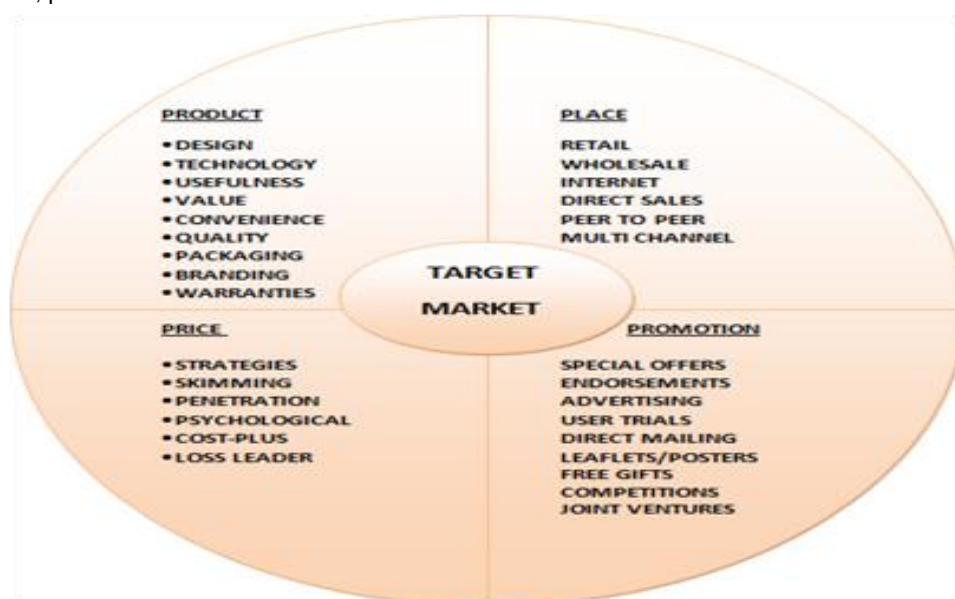 PRODUCT
• DESIGN
• TECHNOLOGY
• USEFULNESS
• VALUE
• CONVENIENCE
• QUALITY
• PACKAGING
• BRANDING
• WARRANTIES
PLACE
RETAIL
WHOLESALE
INTERNET
DIRECT SALES
PEER TO PEER
MULTI CHANNEL
TARGET
MARKET
PRICE
• STRATEGIES
• SKIMMING
• PENETRATION
• PSYCHOLOGICAL
• COST-PLUS
• LOSS LEADER
PROMOTION
SPECIAL OFFERS
ENDORSEMENTS
ADVERTISING
USER TRIALS
DIRECT MAILING
LEAFLETS/POSTERS
FREE GIFTS
COMPETITIONS
JOINT VENTURES